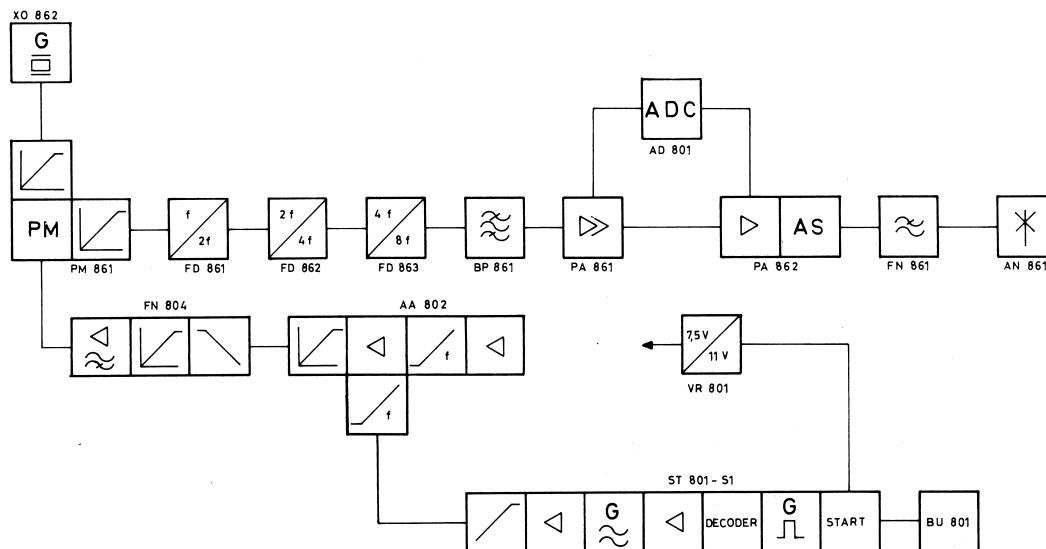 XO 862
G
ADC
AD 801
PM
PM 861
f
2f
FD 861
2f
4f
FD 862
4f
8f
FD 863
BP 861
PA 861
AS
PA 862
FN 861
AN 861
FN 804
AA 802
f
f
7,5 V
11 V
VR 801
ST 801 - S1
G
DECODER
G
START
BU 801